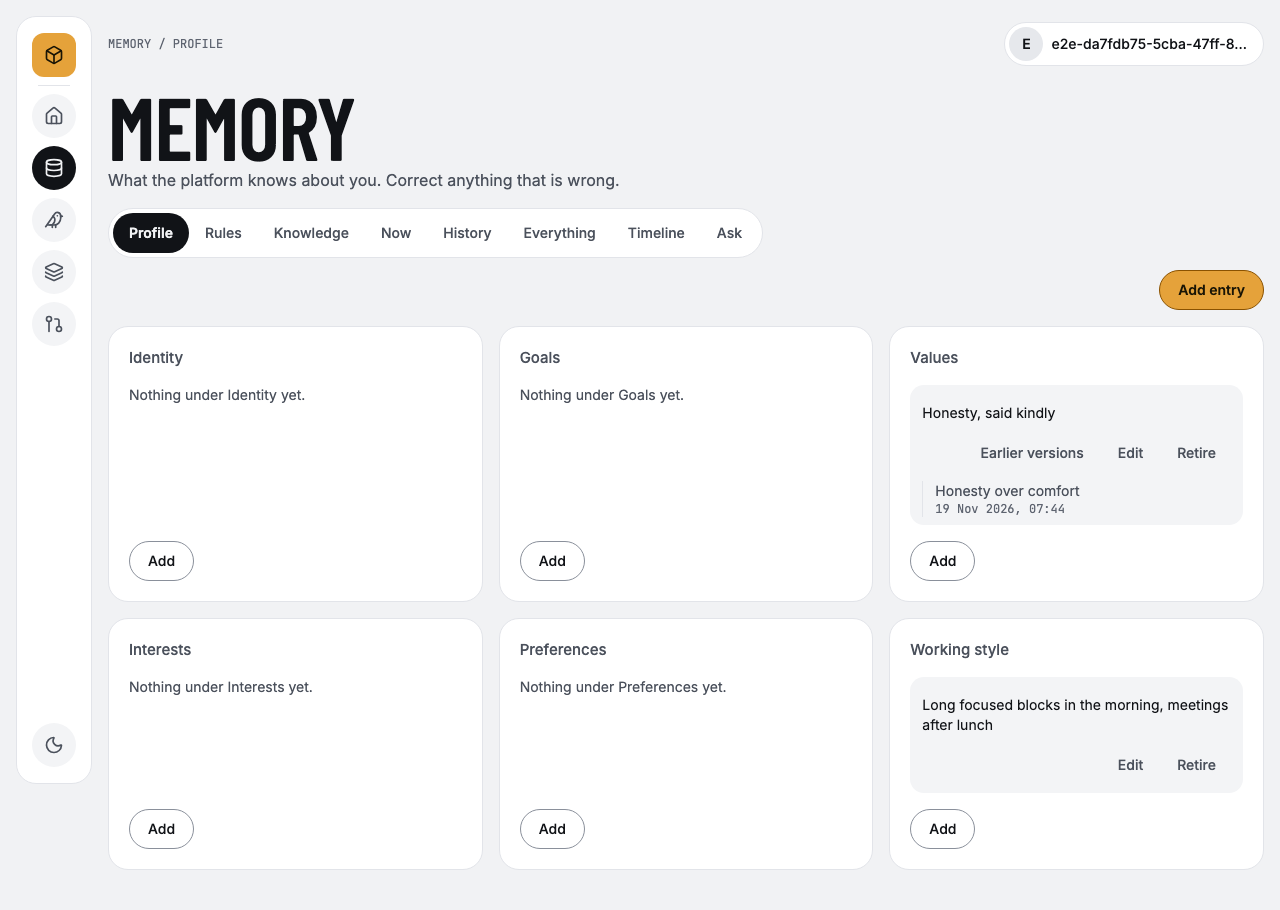 MEMORY / PROFILE
E e2e-da7fdb75-5cba-47ff-8...
MEMORY
What the platform knows about you. Correct anything that is wrong.
Profile Rules Knowledge Now History Everything Timeline Ask
Add entry
Identity
Nothing under Identity yet.
Add
Goals
Nothing under Goals yet.
Add
Values
Honesty, said kindly
Earlier versions Edit Retire
Honesty over comfort
19 Nov 2026, 07:44
Add
Interests
Nothing under Interests yet.
Add
Preferences
Nothing under Preferences yet.
Add
Working style
Long focused blocks in the morning, meetings
after lunch
Edit Retire
Add